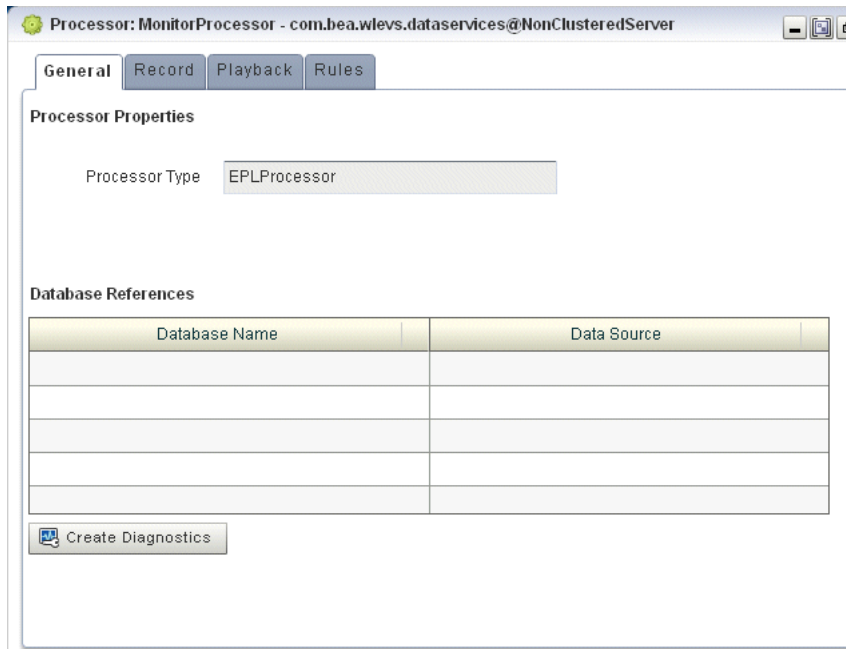 Processor: MonitorProcessor - com.bea.wlevs.dataservices@NonClusteredServer
General Record Playback Rules
Processor Properties
Processor Type EPLProcessor
Database References
Database Name Data Source
Create Diagnostics